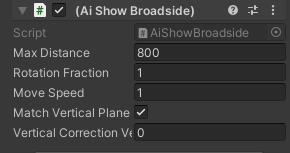 (Ai Show Broadside)
Script AiShowBroadside
Max Distance 800
Rotation Fraction 1
Move Speed 1
Match Vertical Plane
Vertical Correction Ve 0